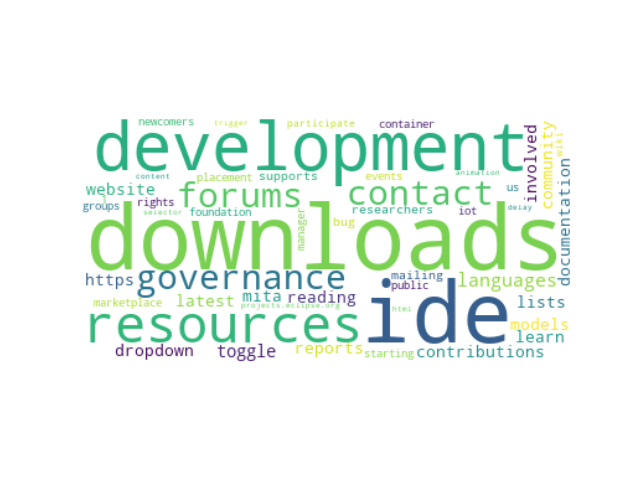 newcomers trigger participate container
development
content placement supports events animation
website forums contact us
groups rights selector foundation manager researchers iot delay
involved community wiki documentation
downloads
bug
https governance mailing public languages
marketplace latest mita reading projects.eclipse.org html lists
resources ide models
learn
dropdown toggle reports starting contributions